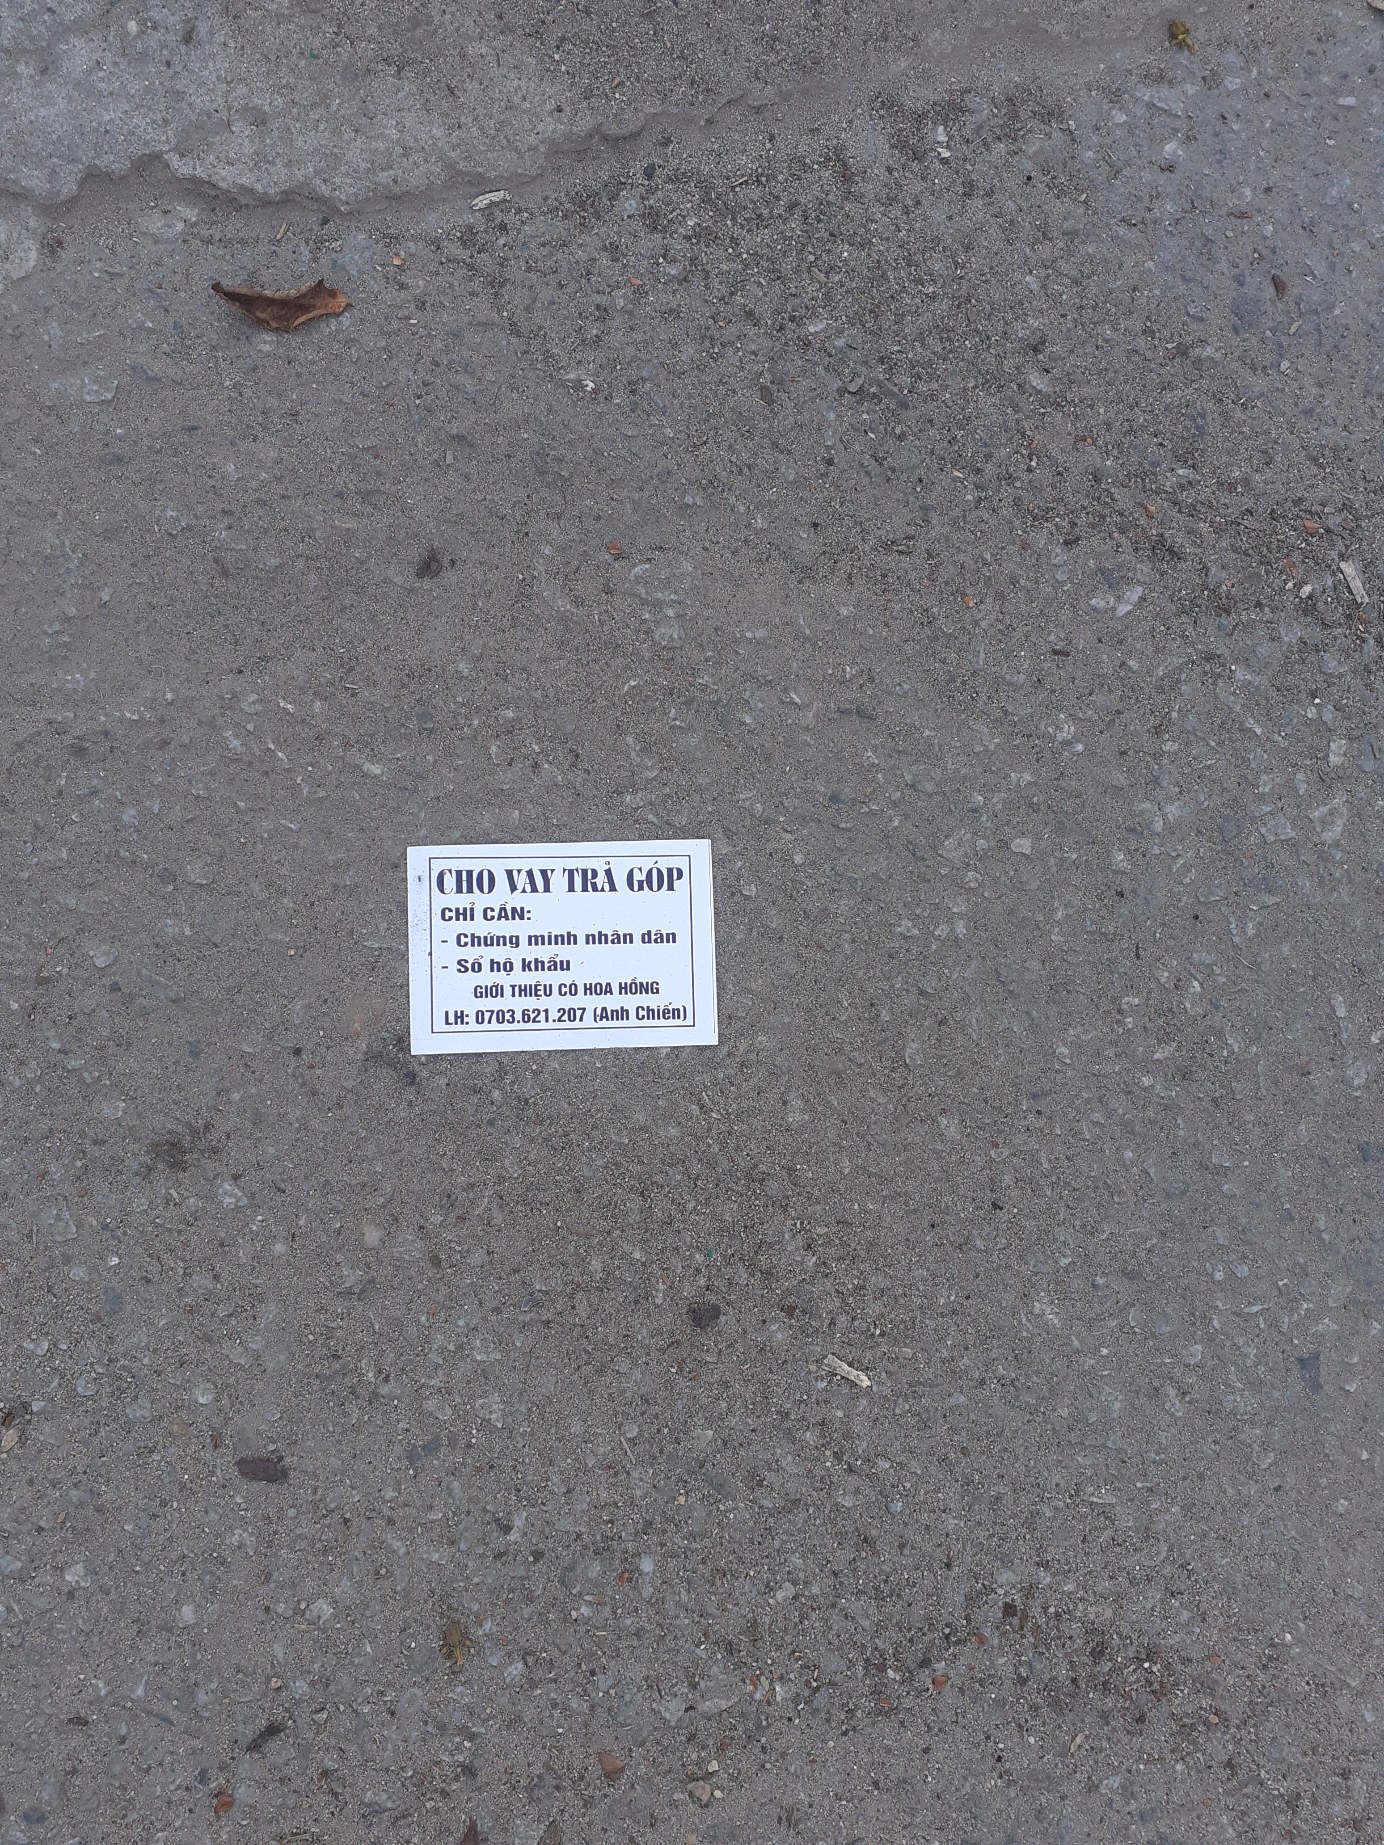 CHO VAY TRẢ GÓP
CHỈ CẦN:
- Chứng minh nhân dân
- Sổ hộ khẩu
GIỚI THIỆU CÓ HOA HỒNG
LH: 0703.621.207 (Anh Chiến)